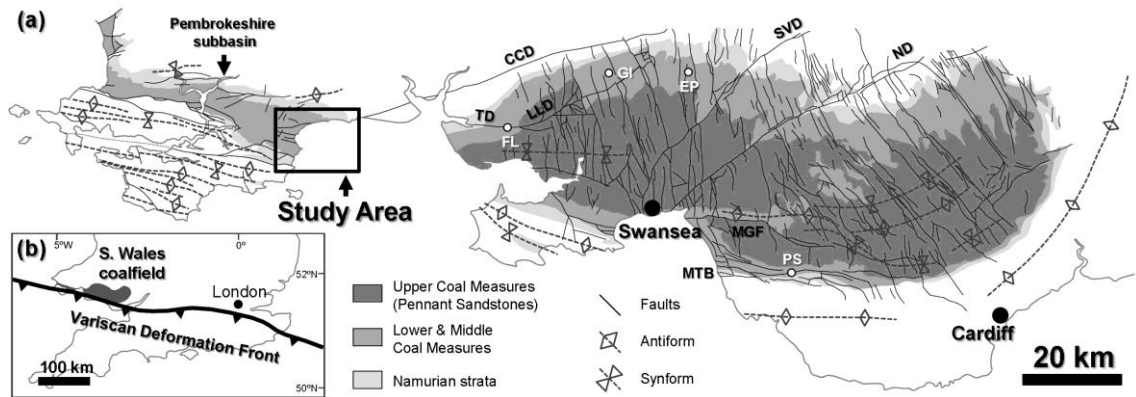 (a)
Pembrokeshire
subbasin
CCD
SVD
ND
GI
EP
TD
LLD
FL
Study Area
Swansea
MGF
MTB
PS
Cardiff
20 km
(b)
5°W
0°
S. Wales
coalfield
52°N
London
Variscan Deformation Front
100 km
50°N
Upper Coal Measures
(Pennant Sandstones)
Lower & Middle
Coal Measures
Namurian strata
Faults
Antiform
Synform